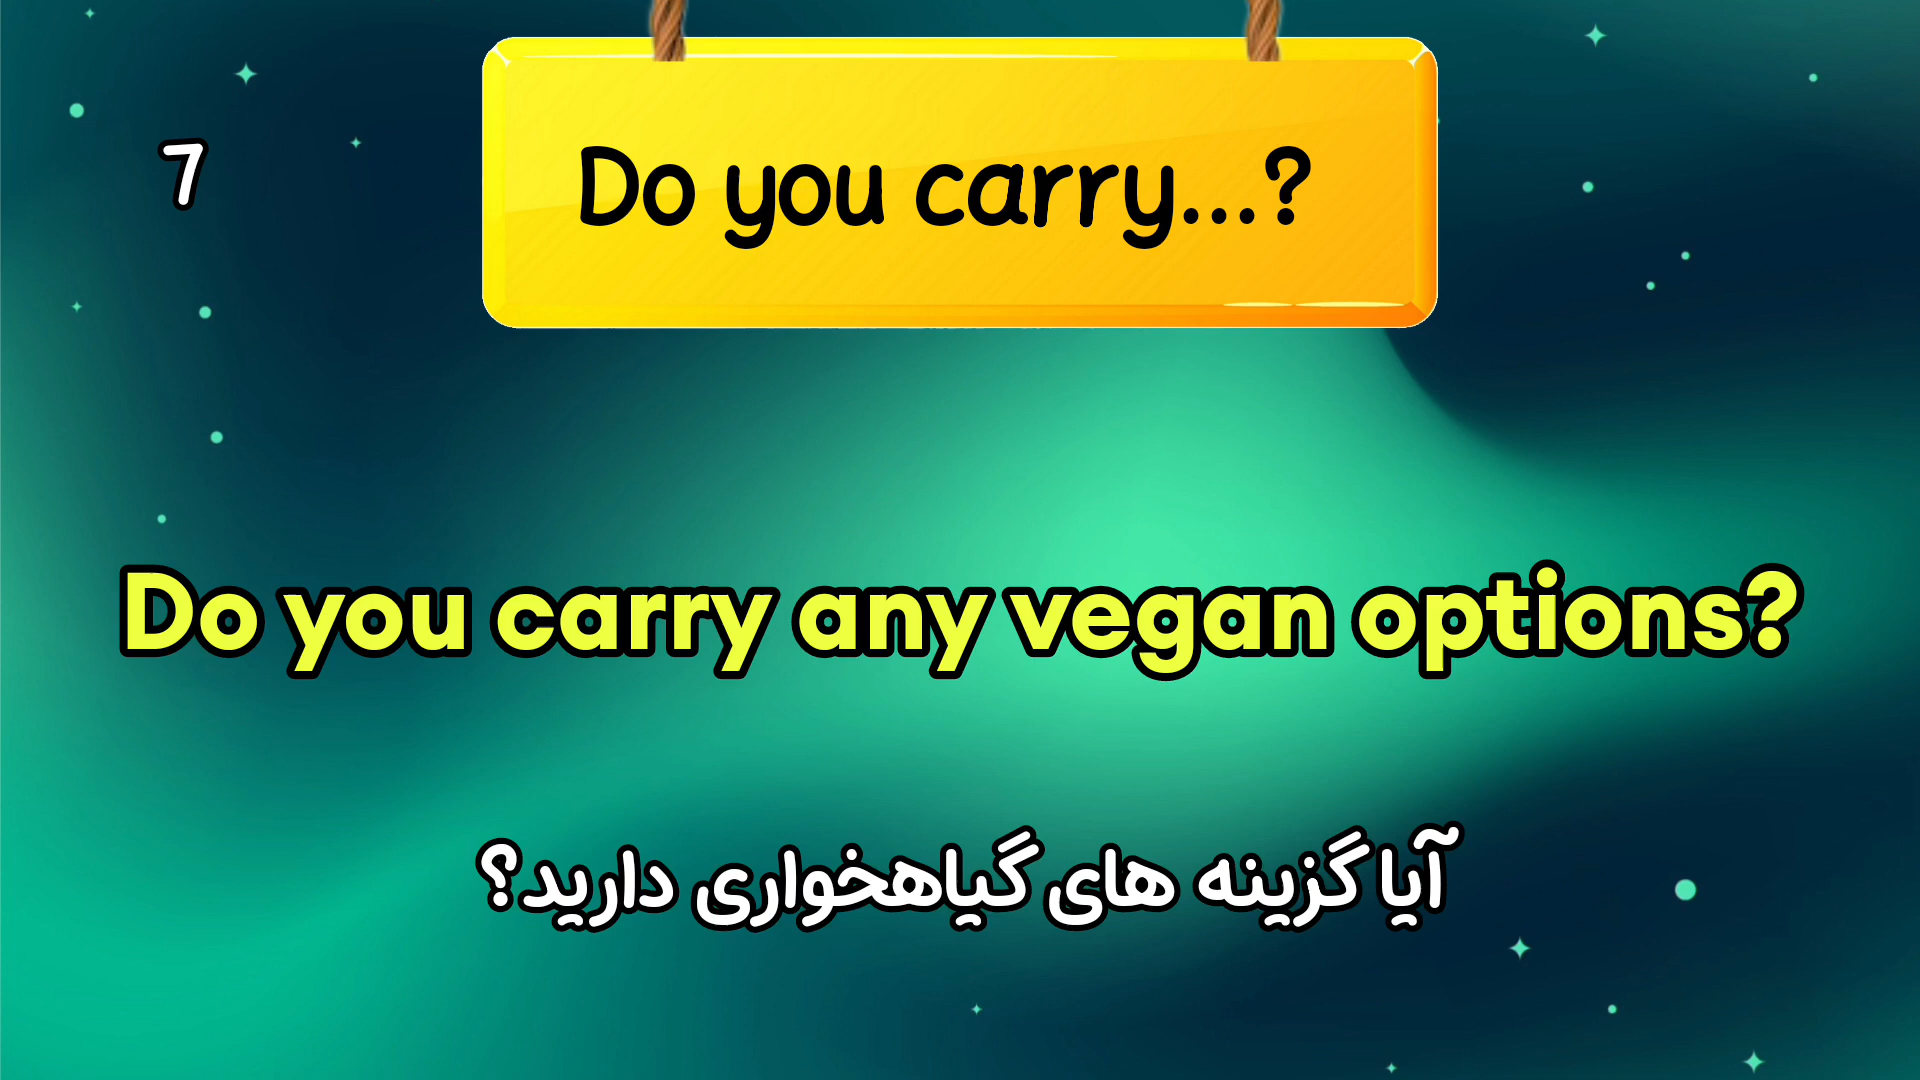 7
Do you carry...?
Do you carry any vegan options?
آیا گزینه های گیاهخواری دارید؟